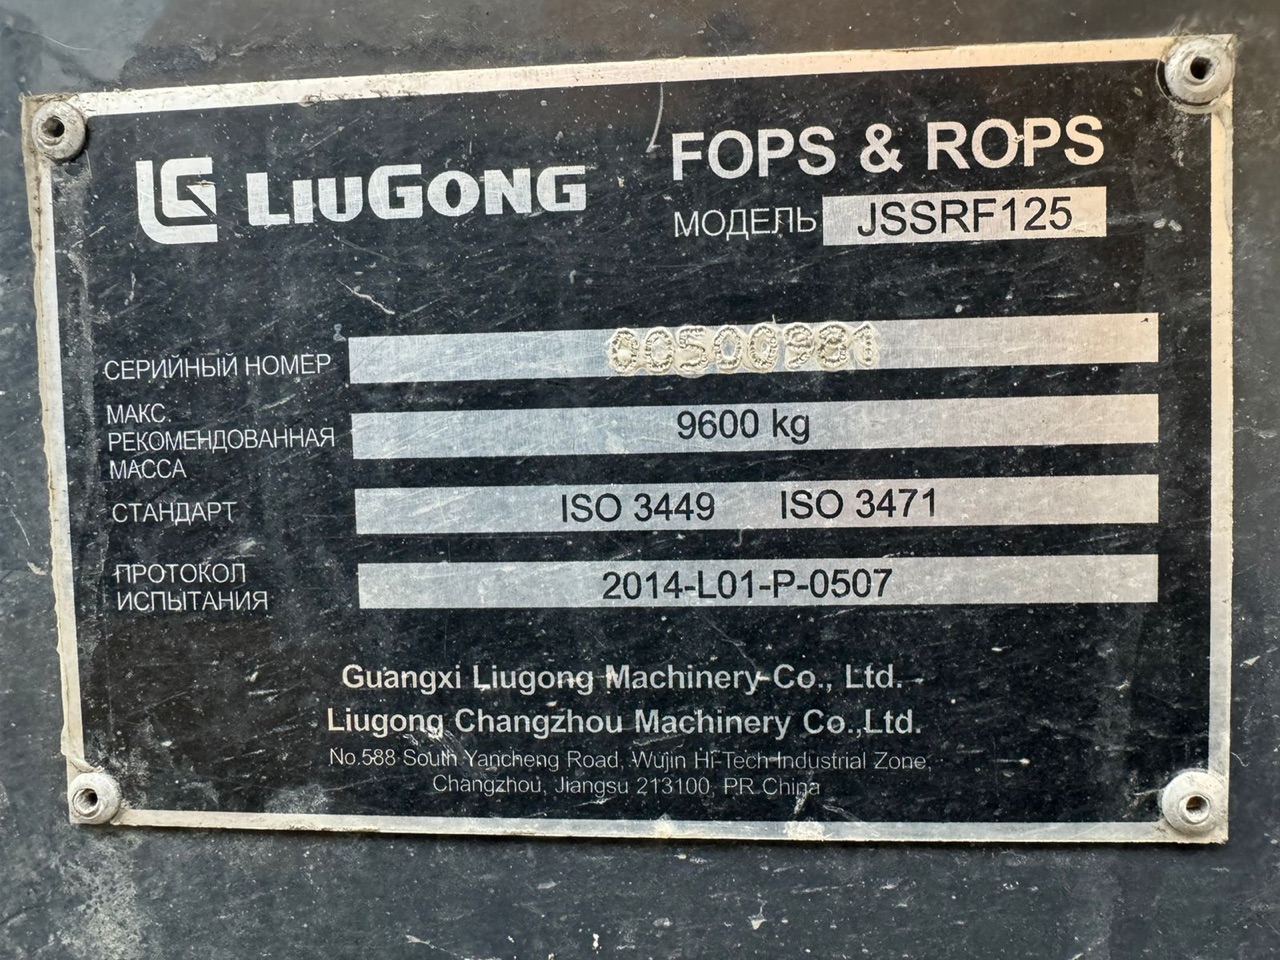 LG LIUGONG
FOPS & ROPS
МОДЕЛЬ JSSRF125
СЕРИЙНЫЙ НОМЕР
МАКС.
РЕКОМЕНДОВАННАЯ
МАССА
9600 kg
СТАНДАРТ ISO 3449 ISO 3471
ПРОТОКОЛ
ИСПЫТАНИЯ
2014-L01-P-0507
Guangxi Liugong Machinery Co., Ltd.
Liugong Changzhou Machinery Co.,Ltd.
No.588 South Yancheng Road, Wujin Hi-Tech Industrial Zone,
Changzhou, Jiangsu 213100, PR China